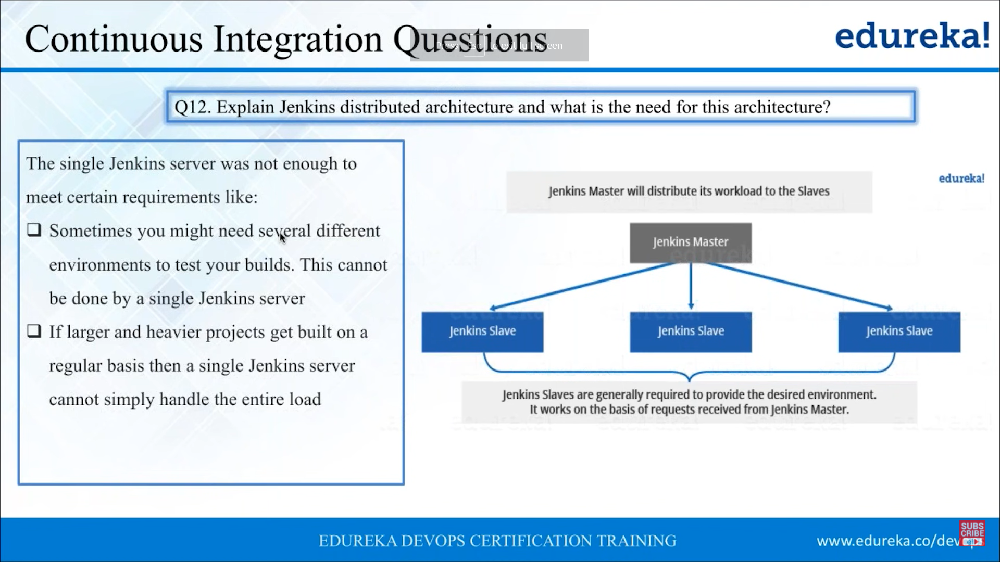 Continuous Integration Questions
Press Esc to exit full screen
edureka!
Q12. Explain Jenkins distributed architecture and what is the need for this architecture?
The single Jenkins server was not enough to
meet certain requirements like:
Sometimes you might need several different
environments to test your builds. This cannot
be done by a single Jenkins server
If larger and heavier projects get built on a
regular basis then a single Jenkins server
cannot simply handle the entire load
edureka!
Jenkins Master will distribute its workload to the Slaves
Jenkins Master
Jenkins Slave
Jenkins Slave
Jenkins Slave
Jenkins Slaves are generally required to provide the desired environment.
It works on the basis of requests received from Jenkins Master.
EDUREKA DEVOPS CERTIFICATION TRAINING
www.edureka.co/devops
SUBS
CRIBE